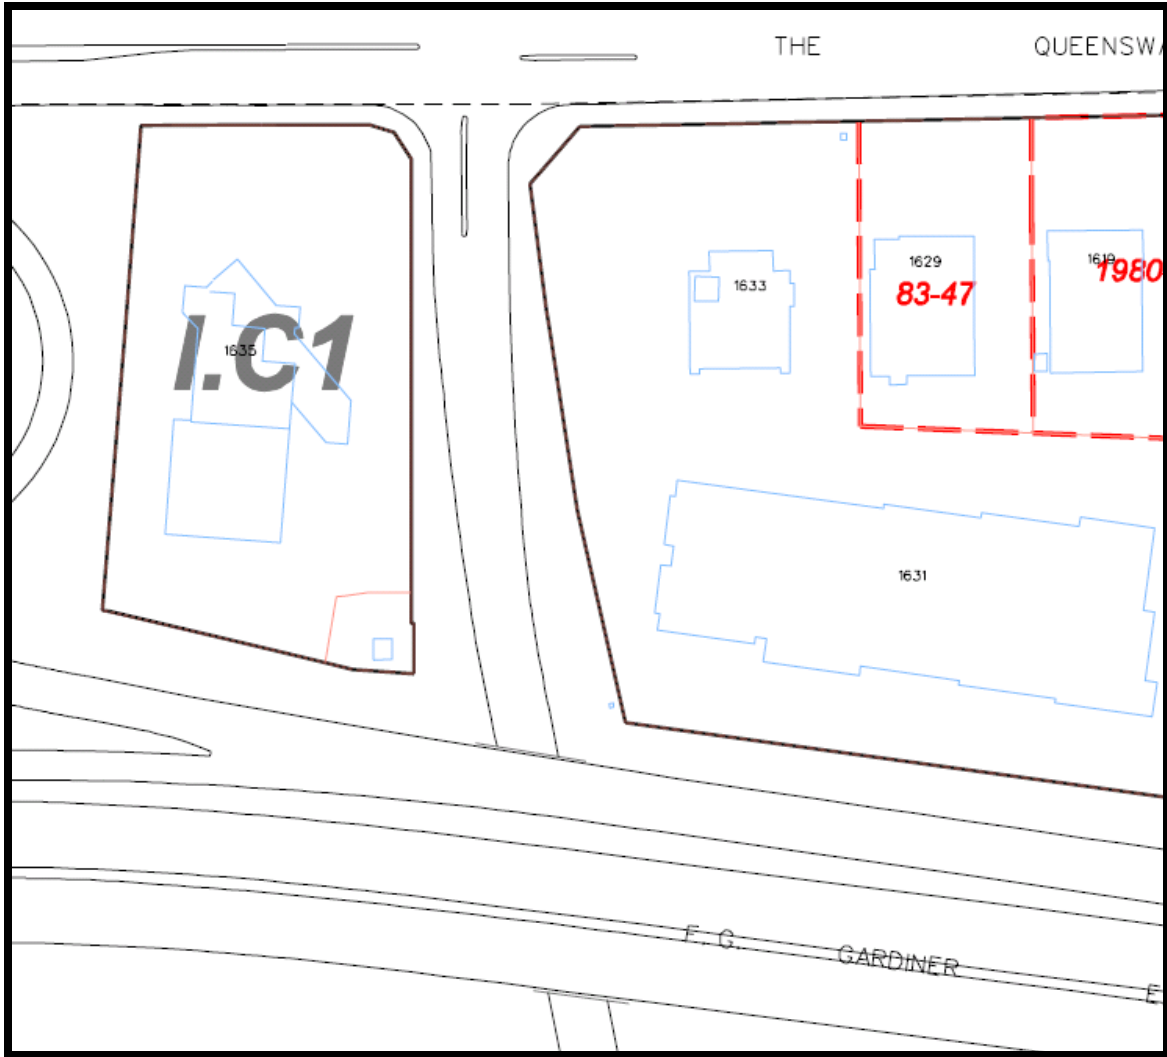 THE QUEENSWA
1629
83-47
1619
1980
1633
1635
I.C1
1631
F. G. GARDINER E